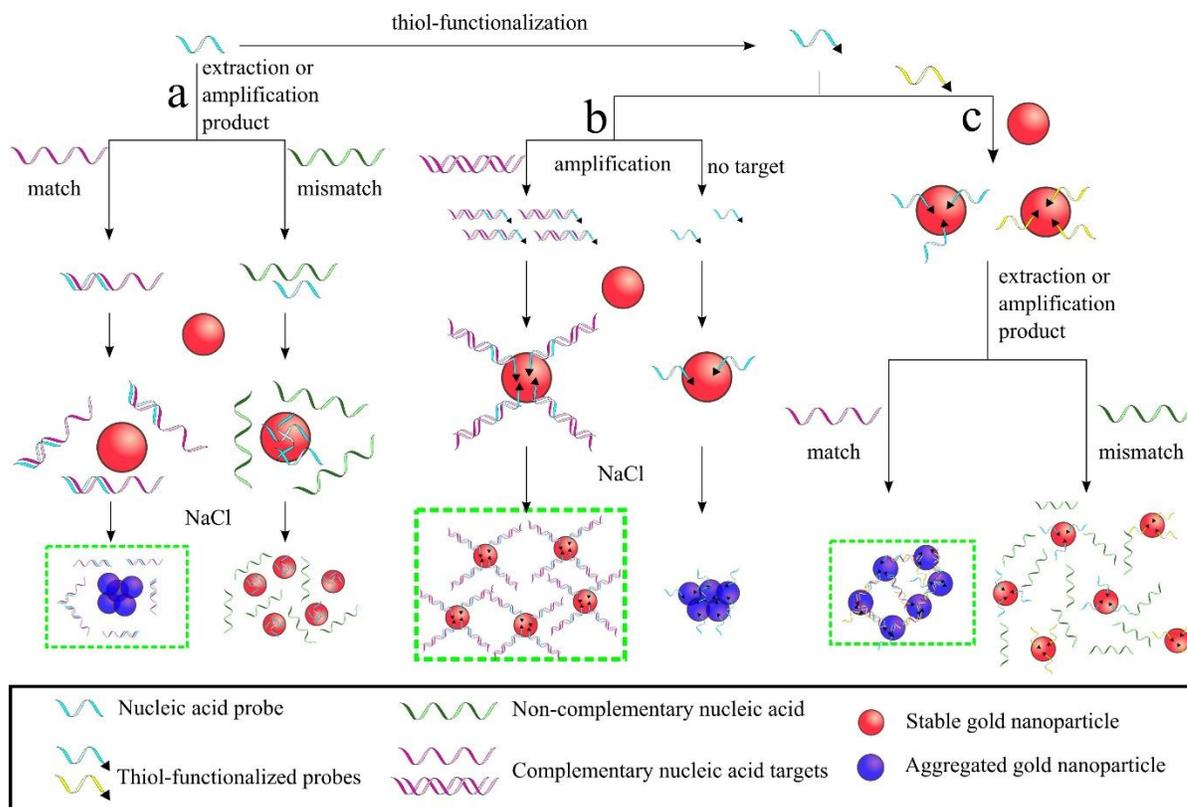 thiol-functionalization
a
extraction or
amplification
product
match
mismatch
NaCl
b
amplification
no target
NaCl
c
extraction or
amplification
product
match
mismatch
Nucleic acid probe
Thiol-functionalized probes
Non-complementary nucleic acid
Complementary nucleic acid targets
Stable gold nanoparticle
Aggregated gold nanoparticle